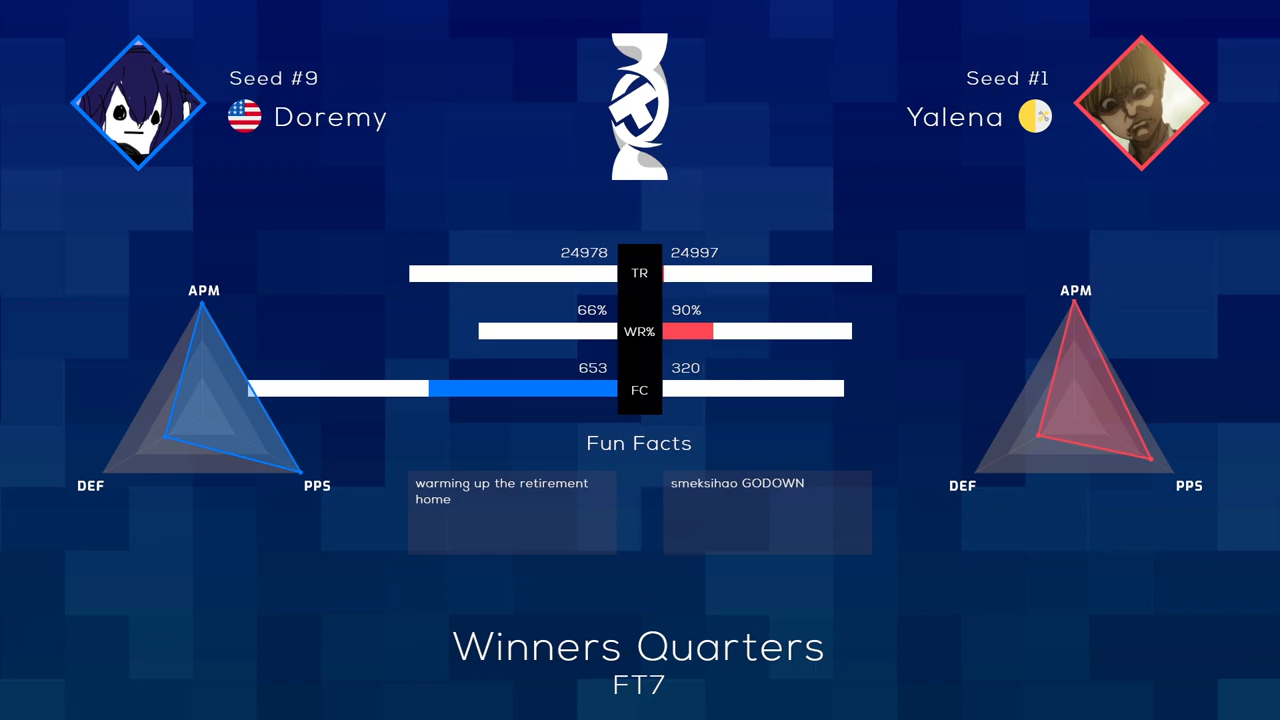 Seed #9
Doremy
Seed #1
Yalena
24978 TR 24997
66% WR% 90%
653 FC 320
APM
DEF
PPS
APM
DEF
PPS
Fun Facts
warming up the retirement
home
smeksihao GODOWN
Winners Quarters
FT7